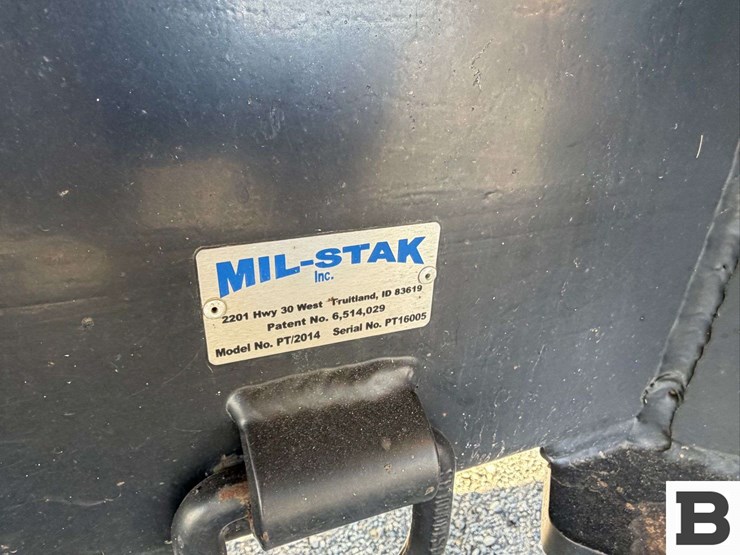 MIL-STAK
Inc.
2201 Hwy 30 West Fruitland, ID 83619
Patent No. 6,514,029
Model No. PT/2014 Serial No. PT16005
B